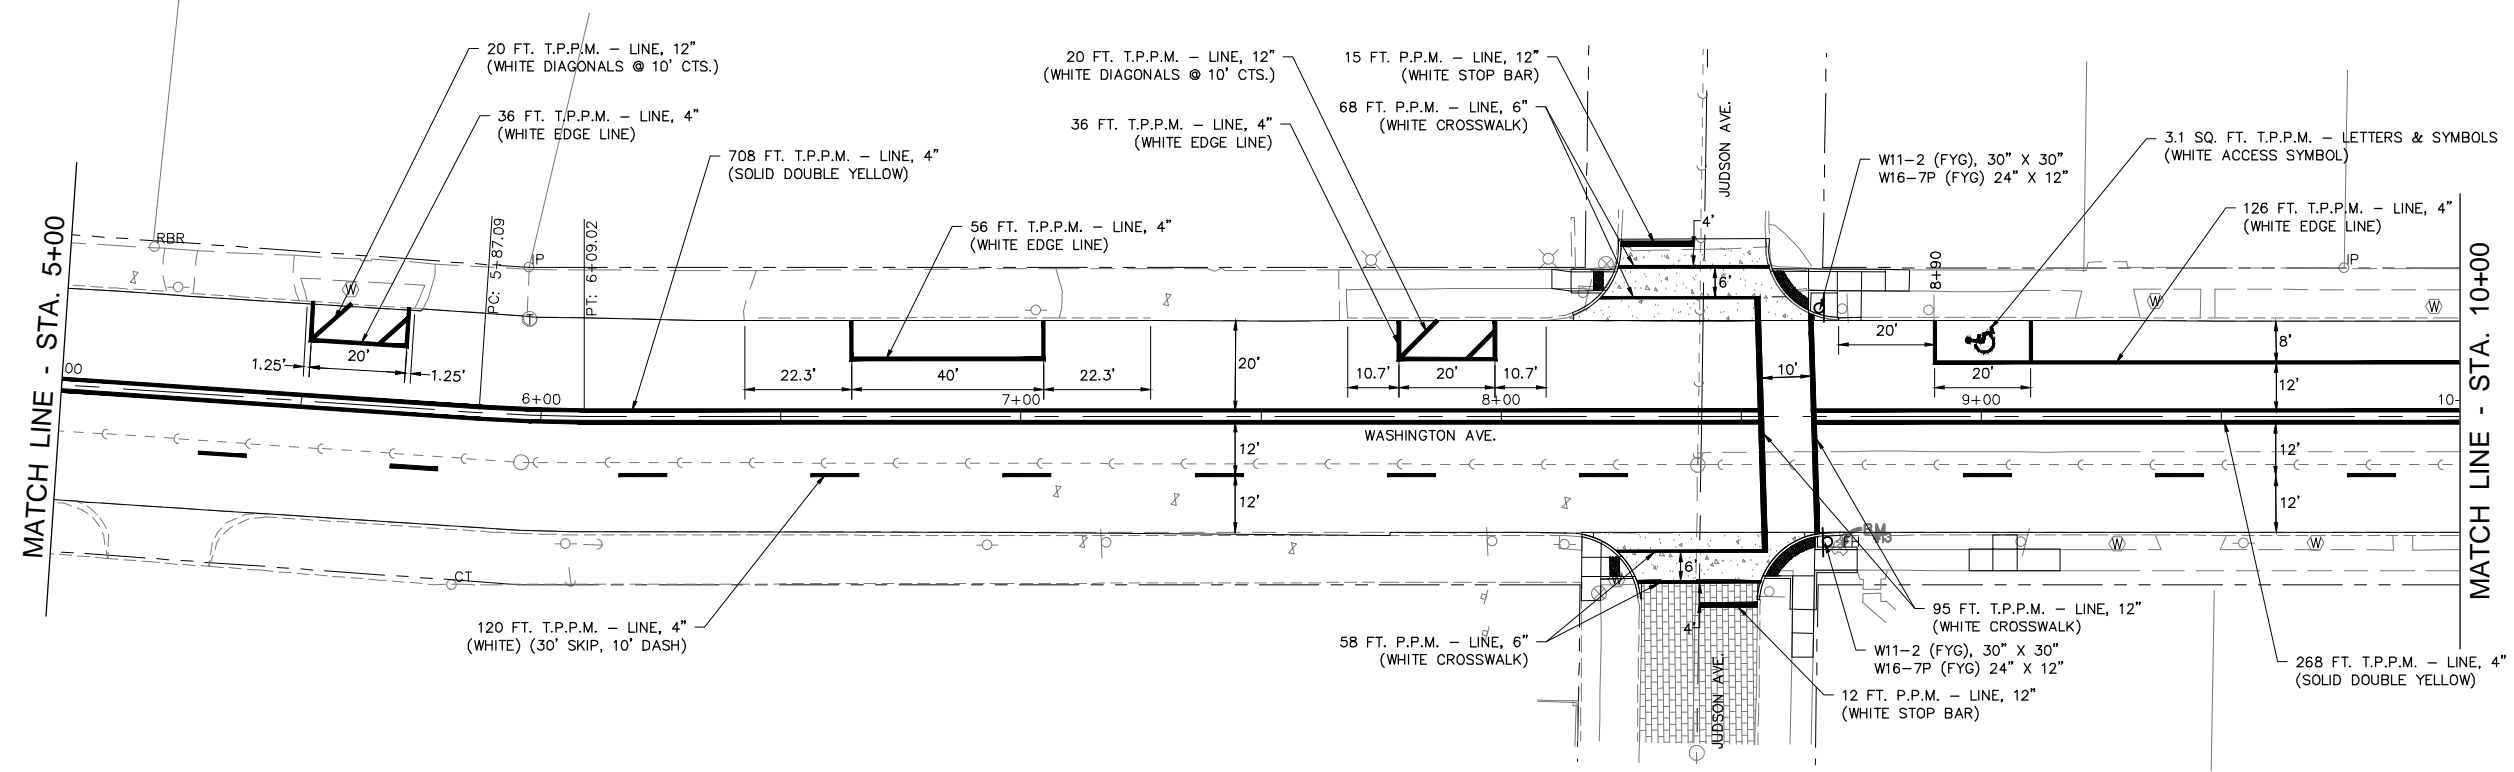 20 FT. T.P.P.M. – LINE, 12”
(WHITE DIAGONALS @ 10’ CTS.)
36 FT. T.P.P.M. – LINE, 4”
(WHITE EDGE LINE)
708 FT. T.P.P.M. – LINE, 4”
(SOLID DOUBLE YELLOW)
56 FT. T.P.P.M. – LINE, 4”
(WHITE EDGE LINE)
20 FT. T.P.P.M. – LINE, 12”
(WHITE DIAGONALS @ 10’ CTS.)
36 FT. T.P.P.M. – LINE, 4”
(WHITE EDGE LINE)
15 FT. P.P.M. – LINE, 12”
(WHITE STOP BAR)
68 FT. P.P.M. – LINE, 6”
(WHITE CROSSWALK)
JUDSON AVE.
W11–2 (FYG), 30” X 30”
W16–7P (FYG) 24” X 12”
3.1 SQ. FT. T.P.P.M. – LETTERS & SYMBOLS
(WHITE ACCESS SYMBOL)
126 FT. T.P.P.M. – LINE, 4”
(WHITE EDGE LINE)
MATCH LINE - STA. 5+00
RBR
W
PC: 5+87.09
IP
T
PT: 6+09.02
4’
6’
8+90
IP
W
W
MATCH LINE - STA. 10+00
1.25’
20’
1.25’
22.3’
40’
22.3’
20’
10.7’
20’
10.7’
10’
20’
20’
8’
12’
00
6+00
7+00
8+00
9+00
10-
WASHINGTON AVE.
12’
12’
12’
12’
CT
BM
W
W
6’
4’
JUDSON AVE.
120 FT. T.P.P.M. – LINE, 4”
(WHITE) (30’ SKIP, 10’ DASH)
58 FT. P.P.M. – LINE, 6”
(WHITE CROSSWALK)
95 FT. T.P.P.M. – LINE, 12”
(WHITE CROSSWALK)
W11–2 (FYG), 30” X 30”
W16–7P (FYG) 24” X 12”
12 FT. P.P.M. – LINE, 12”
(WHITE STOP BAR)
268 FT. T.P.P.M. – LINE, 4”
(SOLID DOUBLE YELLOW)